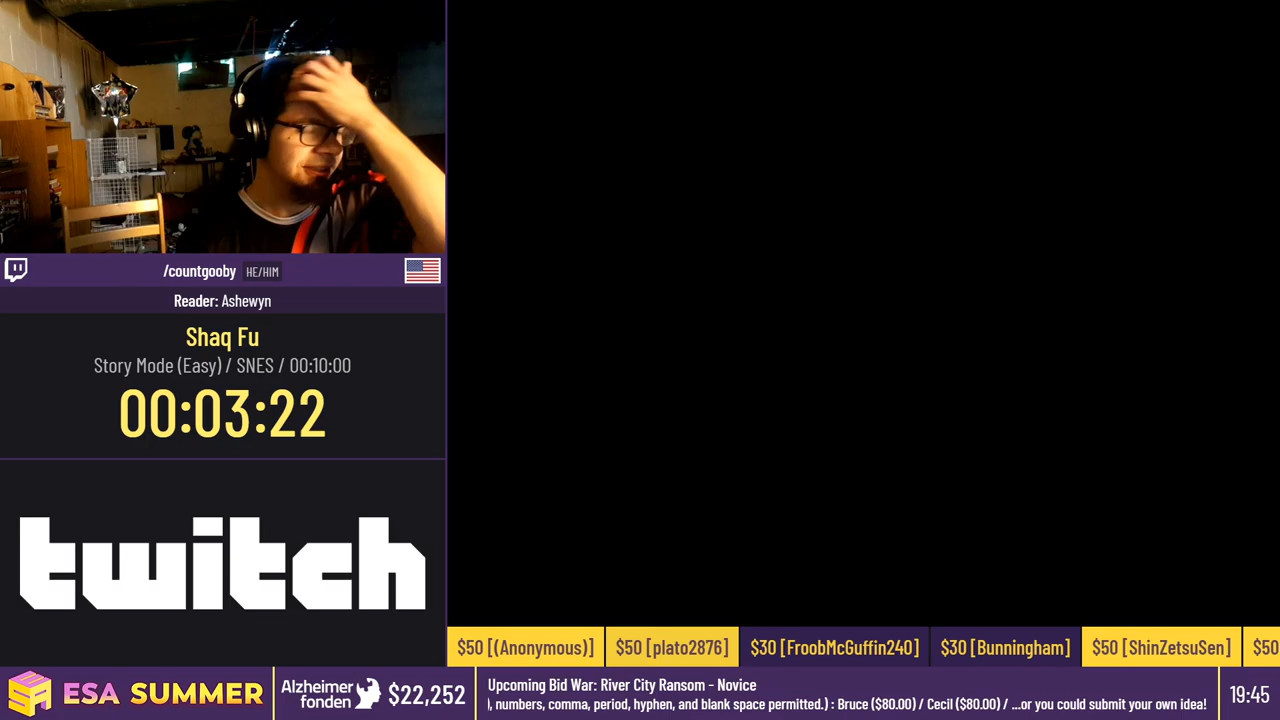 /countgooby HE/HIM
Reader: Ashewyn
Shaq Fu
Story Mode (Easy) / SNES / 00:10:00
00:03:22
twitch
$50 [(Anonymous)] $50 [plato2876] $30 [FroobMcGuffin240] $30 [Bunningham] $50 [ShinZetsuSen] $50
ESA SUMMER
Alzheimer
fonden
$22,252
Upcoming Bid War: River City Ransom - Novice
), numbers, comma, period, hyphen, and blank space permitted.) : Bruce ($80.00) / Cecil ($80.00) / ...or you could submit your own idea!
19:45